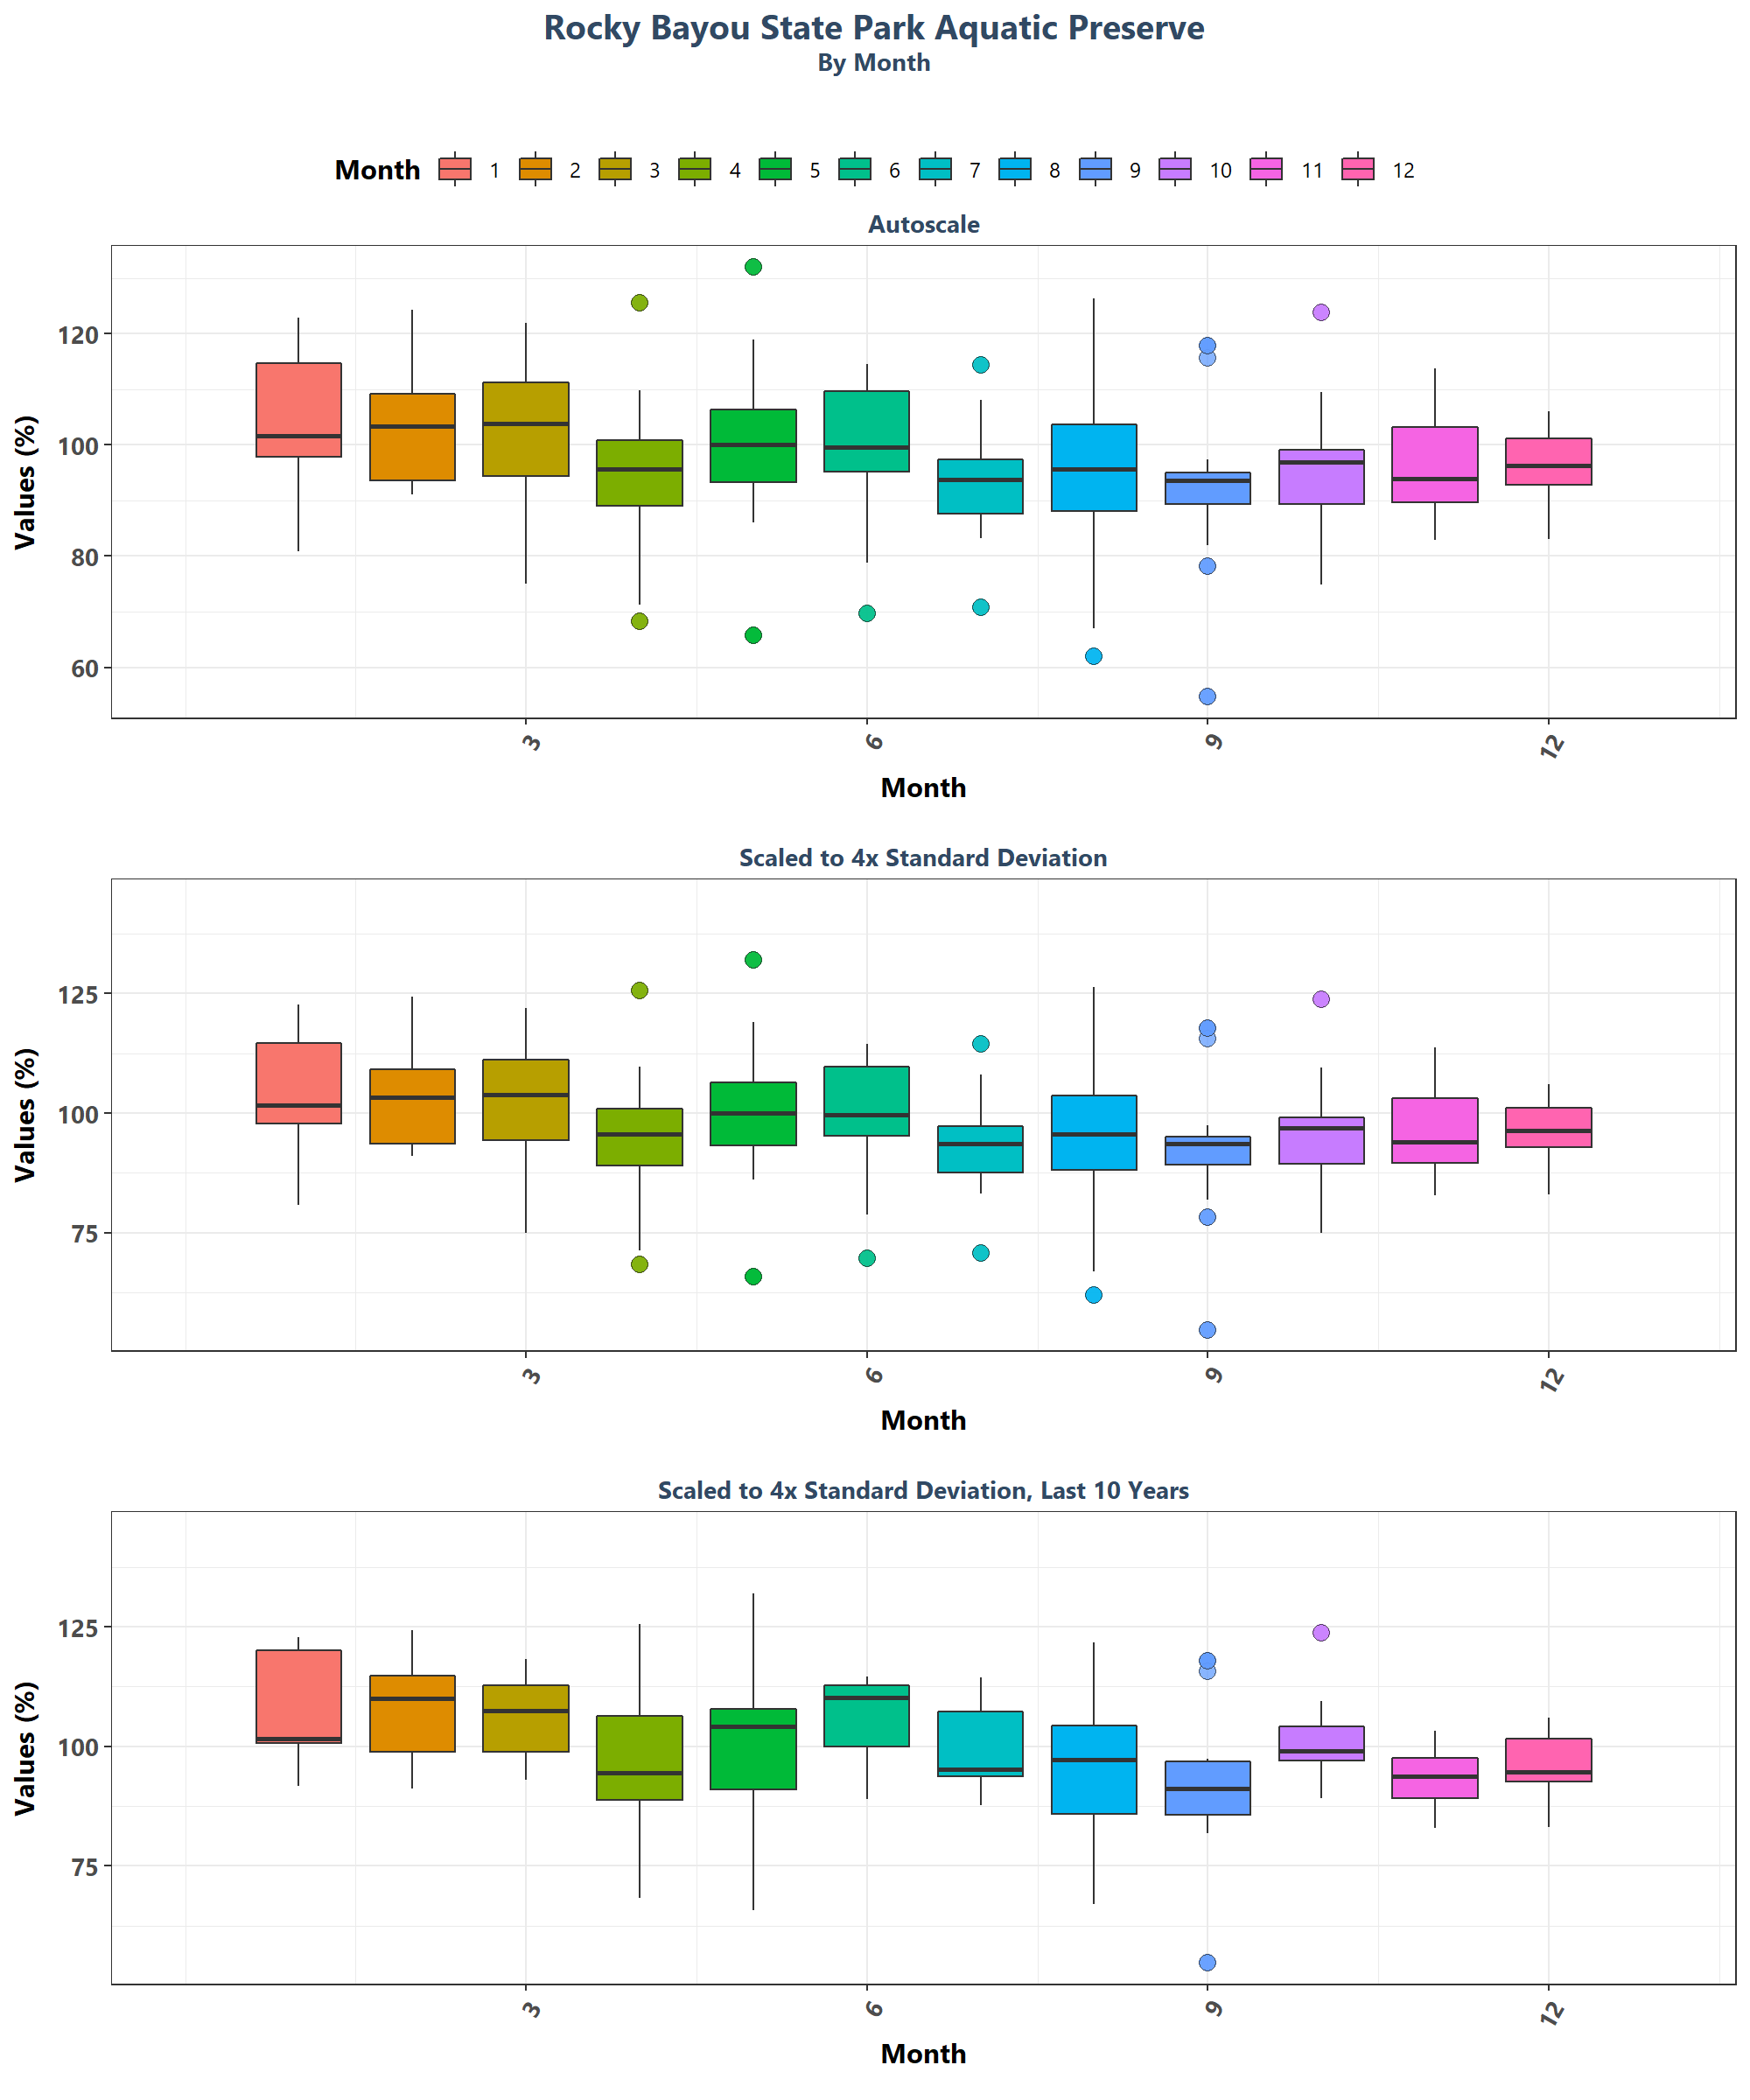 Rocky Bayou State Park Aquatic Preserve
By Month
Month 1 2 3 4 5 6 7 8 9 10 11 12
Autoscale
Values (%)
120
100
80
60
3 6 9 12
Month
Scaled to 4x Standard Deviation
Values (%)
125
100
75
3 6 9 12
Month
Scaled to 4x Standard Deviation, Last 10 Years
Values (%)
125
100
75
3 6 9 12
Month